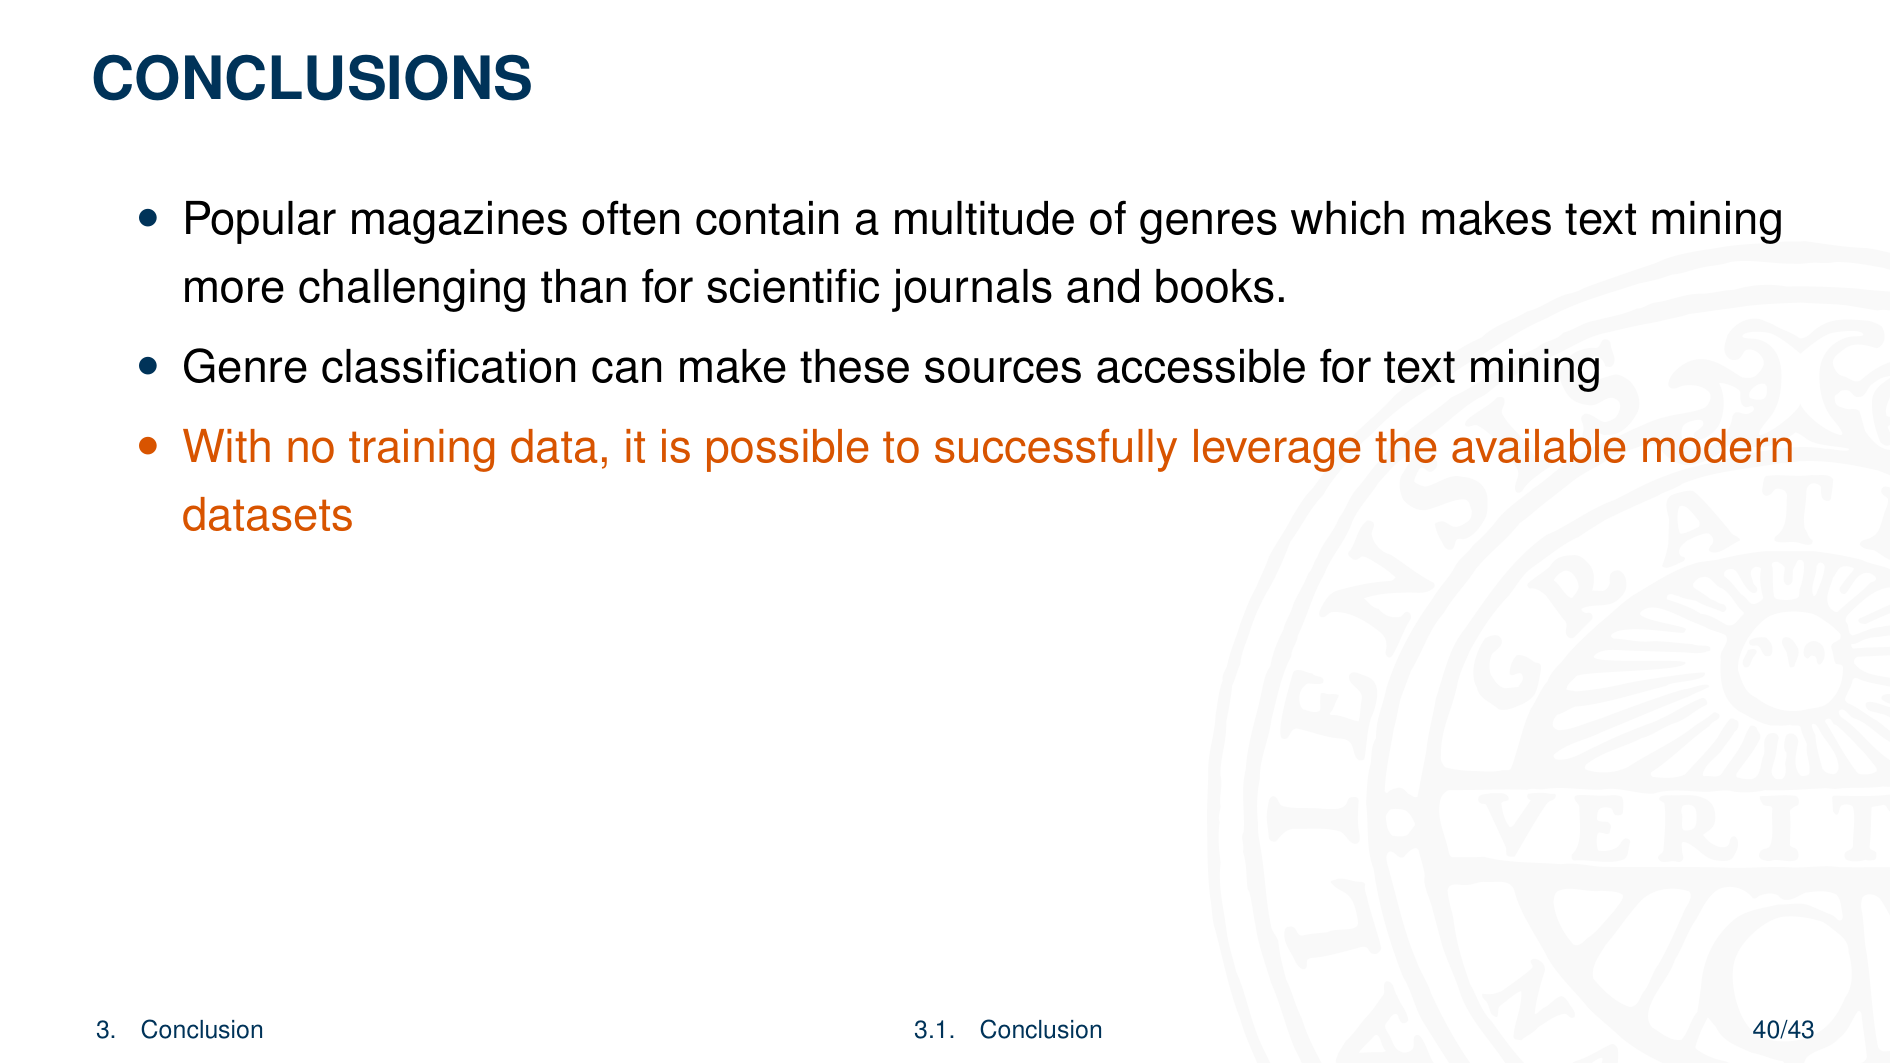 CONCLUSIONS
• Popular magazines often contain a multitude of genres which makes text mining
more challenging than for scientific journals and books.
• Genre classification can make these sources accessible for text mining
• With no training data, it is possible to successfully leverage the available modern
datasets
3. Conclusion
3.1. Conclusion
40/43